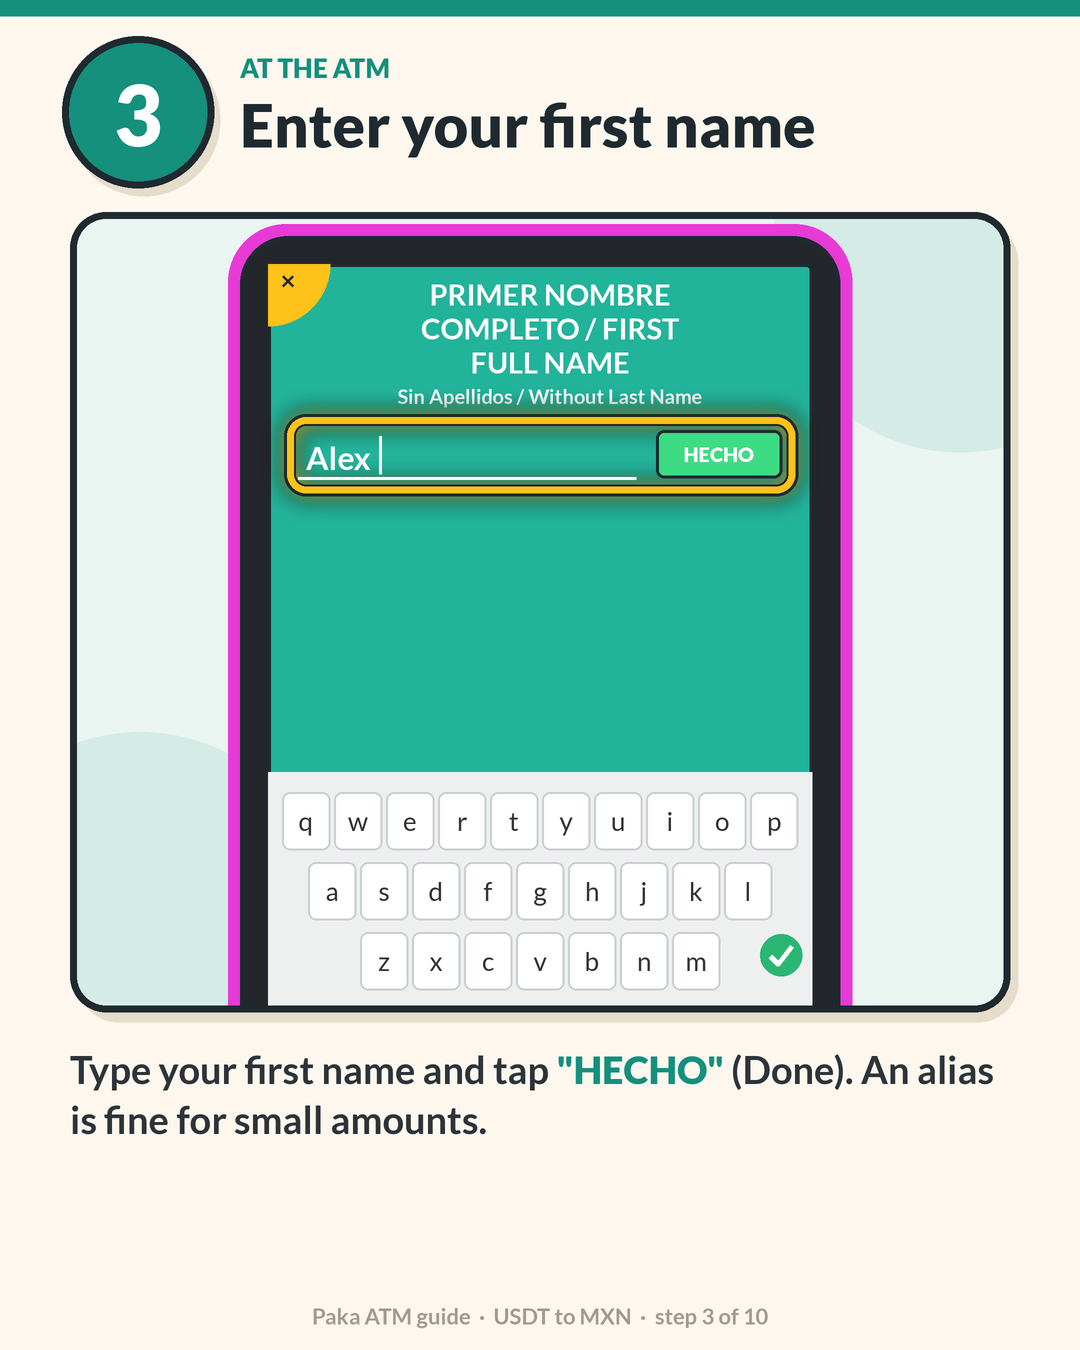 3
AT THE ATM
Enter your first name
×
PRIMER NOMBRE
COMPLETO / FIRST
FULL NAME
Sin Apellidos / Without Last Name
Alex
HECHO
q w e r t y u i o p
a s d f g h j k l
z x c v b n m
Type your first name and tap "HECHO" (Done). An alias
is fine for small amounts.
Paka ATM guide · USDT to MXN · step 3 of 10